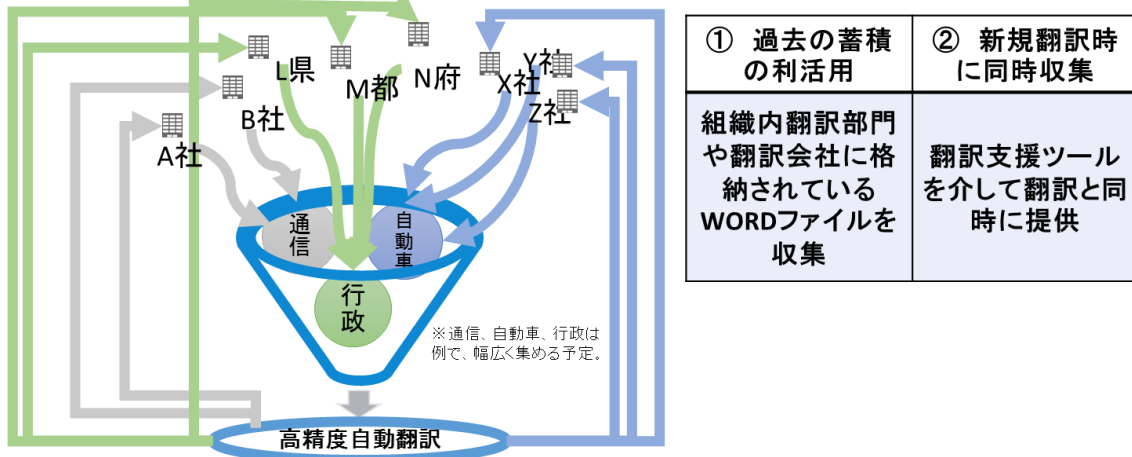 L県
M都
N府
X社
Y社
Z社
B社
A社
通信
自動車
行政
※通信、自動車、行政は
例で、幅広く集める予定。
高精度自動翻訳
① 過去の蓄積
の利活用
② 新規翻訳時
に同時収集
組織内翻訳部門
や翻訳会社に格
納されている
WORDファイルを
収集
翻訳支援ツール
を介して翻訳と同
時に提供